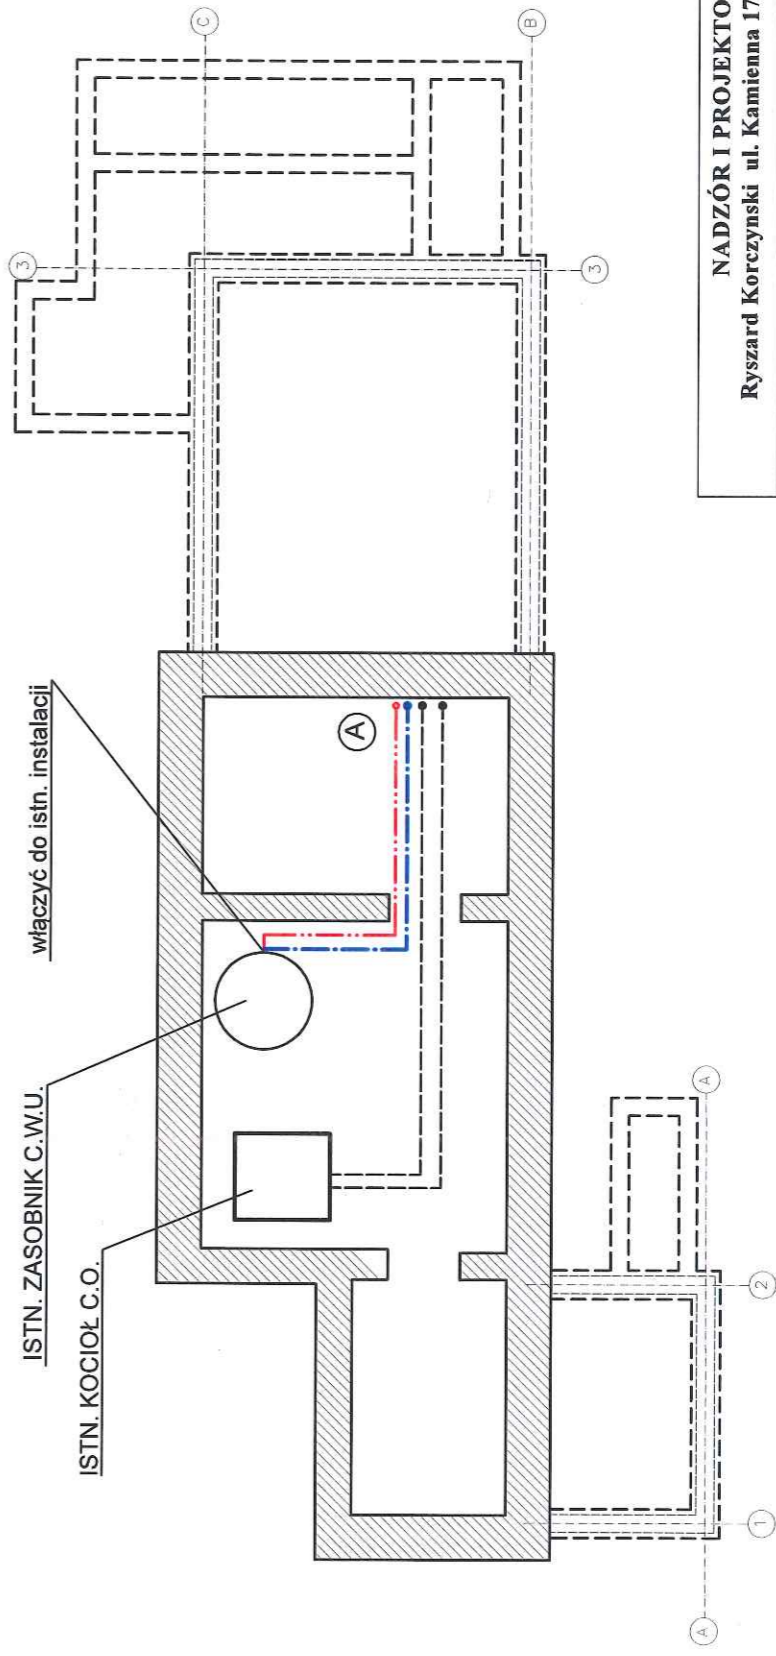 włączyć do istn. instalacji
ISTN. ZASOBNIK C.W.U.
ISTN. KOCIOŁ C.O.
A
3
3
C
B
A
A
1
2
NADZÓR I PROJEKTO
Ryszard Korczynski ul. Kamienna 17